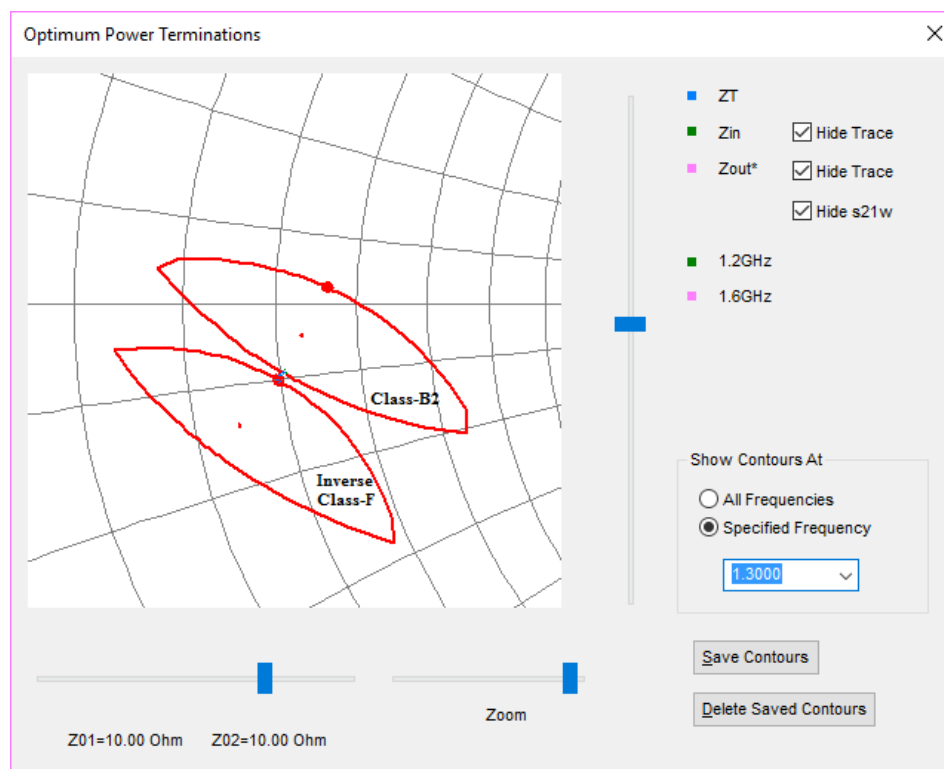 Optimum Power Terminations
ZT
Zin
Hide Trace
Zout*
Hide Trace
Hide s21w
1.2GHz
1.6GHz
Class-B2
Inverse
Class-F
Show Contours At
All Frequencies
Specified Frequency
1.3000
Save Contours
Delete Saved Contours
Zoom
Z01=10.00 Ohm
Z02=10.00 Ohm